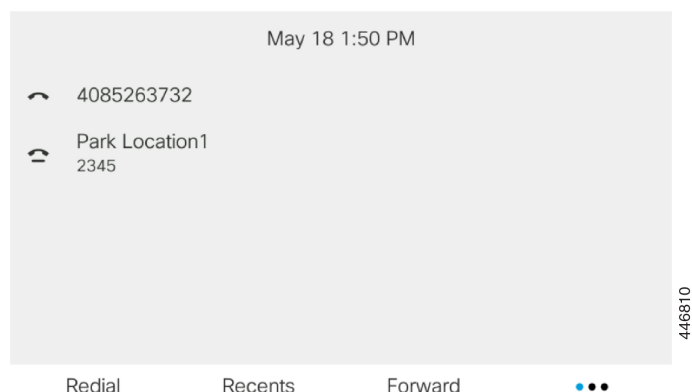 May 18 1:50 PM
4085263732
Park Location1
2345
Redial Recents Forward
446810